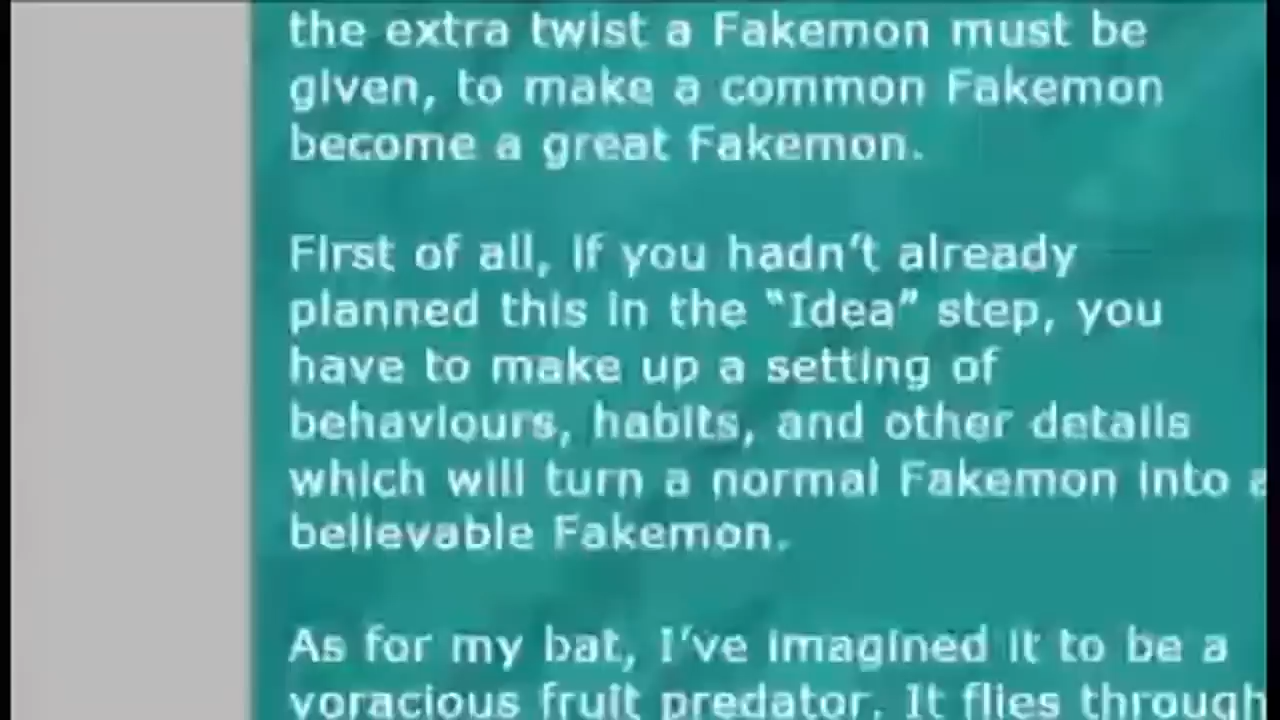 the extra twist a Fakemon must be
given, to make a common Fakemon
become a great Fakemon.
First of all, if you hadn't already
planned this in the “Idea” step, you
have to make up a setting of
behaviours, habits, and other details
which will turn a normal Fakemon into a
believable Fakemon.
As for my bat, I've imagined it to be a
voracious fruit predator. It flies through